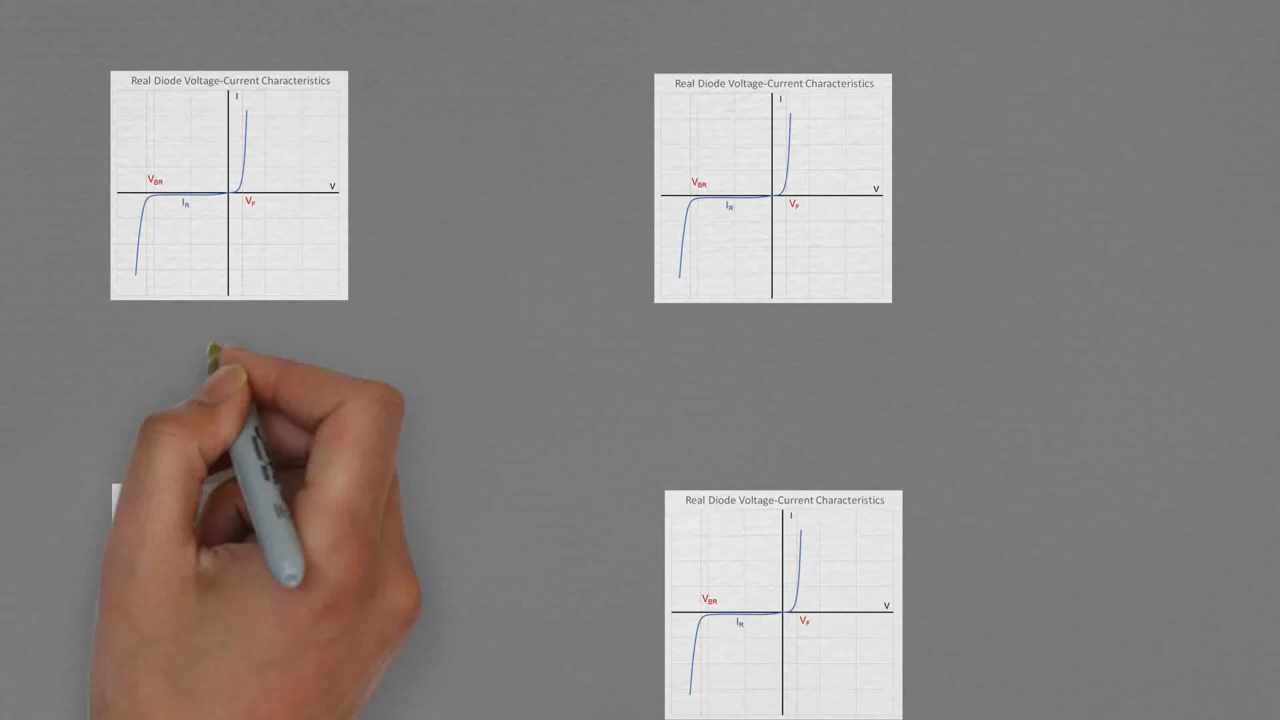 Real Diode Voltage-Current Characteristics
I
VBR
V
IR
VF
Real Diode Voltage-Current Characteristics
I
VBR
V
IR
VF
Real Diode Voltage-Current Characteristics
I
VBR
V
IR
VF